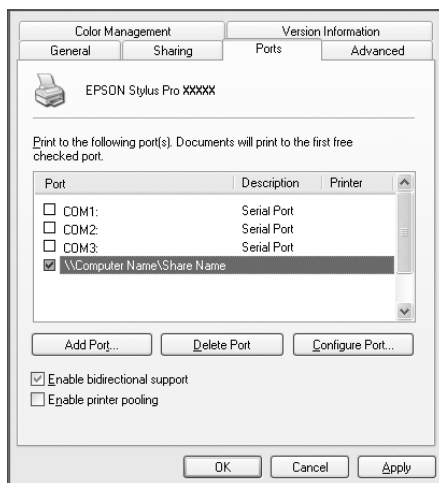 Color Management Version Information
General Sharing Ports Advanced
EPSON Stylus Pro XXXXX
Print to the following port(s). Documents will print to the first free
checked port.
Port Description Printer
COM1: Serial Port
COM2: Serial Port
COM3: Serial Port
\\Computer Name\Share Name
Add Port... Delete Port Configure Port...
Enable bidirectional support
Enable printer pooling
OK Cancel Apply